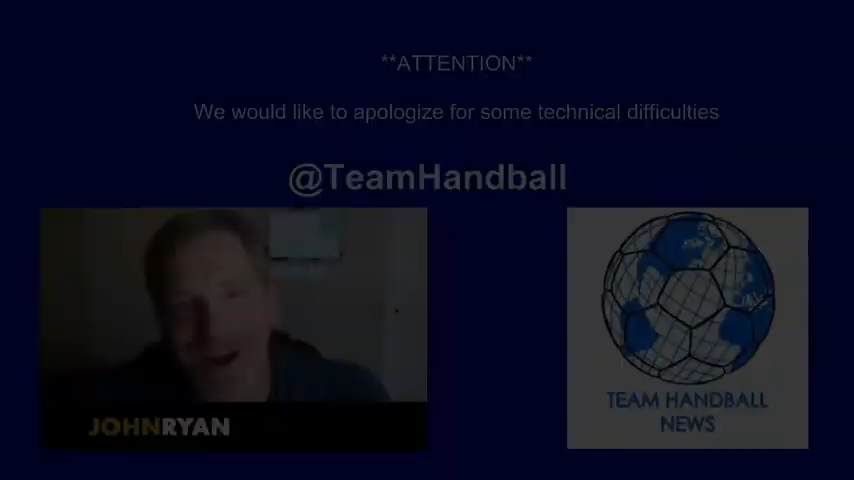 **ATTENTION**
We would like to apologize for some technical difficulties
@TeamHandball
JOHNRYAN
TEAM HANDBALL
NEWS